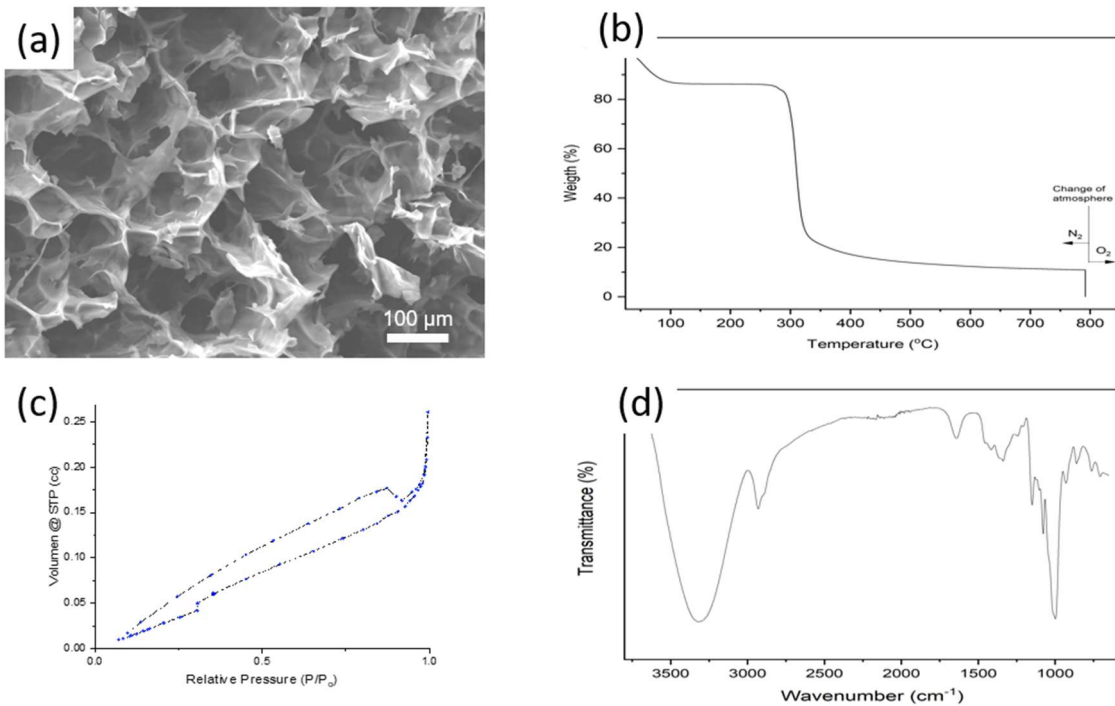 (a)
100 µm
(b)
Weigth (%)
80
60
40
20
0
100
200
300
400
500
600
700
800
Temperature (°C)
Change of
atmosphere
N₂
O₂
(c)
Volumen @ STP (cc)
0.25
0.20
0.15
0.10
0.05
0.00
0.0
0.5
1.0
Relative Pressure (P/P₀)
(d)
Transmittance (%)
3500
3000
2500
2000
1500
1000
Wavenumber (cm⁻¹)